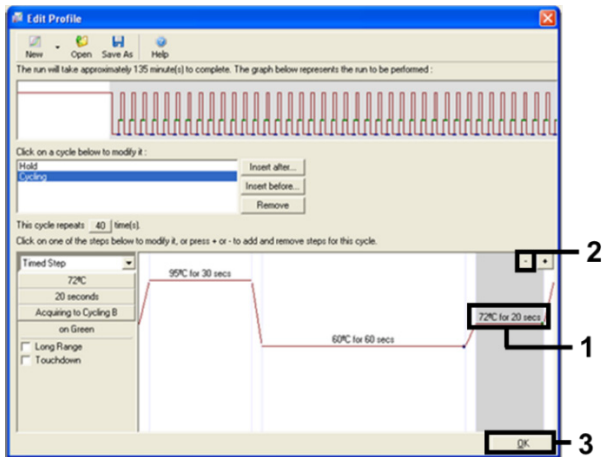 Edit Profile
New Open Save As Help
The run will take approximately 135 minute(s) to complete. The graph below represents the run to be performed :
Click on a cycle below to modify it :
Hold
Cycling
Insert after...
Insert before...
Remove
This cycle repeats 40 time(s).
Click on one of the steps below to modify it, or press + or - to add and remove steps for this cycle.
Timed Step
- +
2
72ºC
20 seconds
Acquiring to Cycling B
on Green
Long Range
Touchdown
95ºC for 30 secs
60ºC for 60 secs
72ºC for 20 secs
1
OK
3